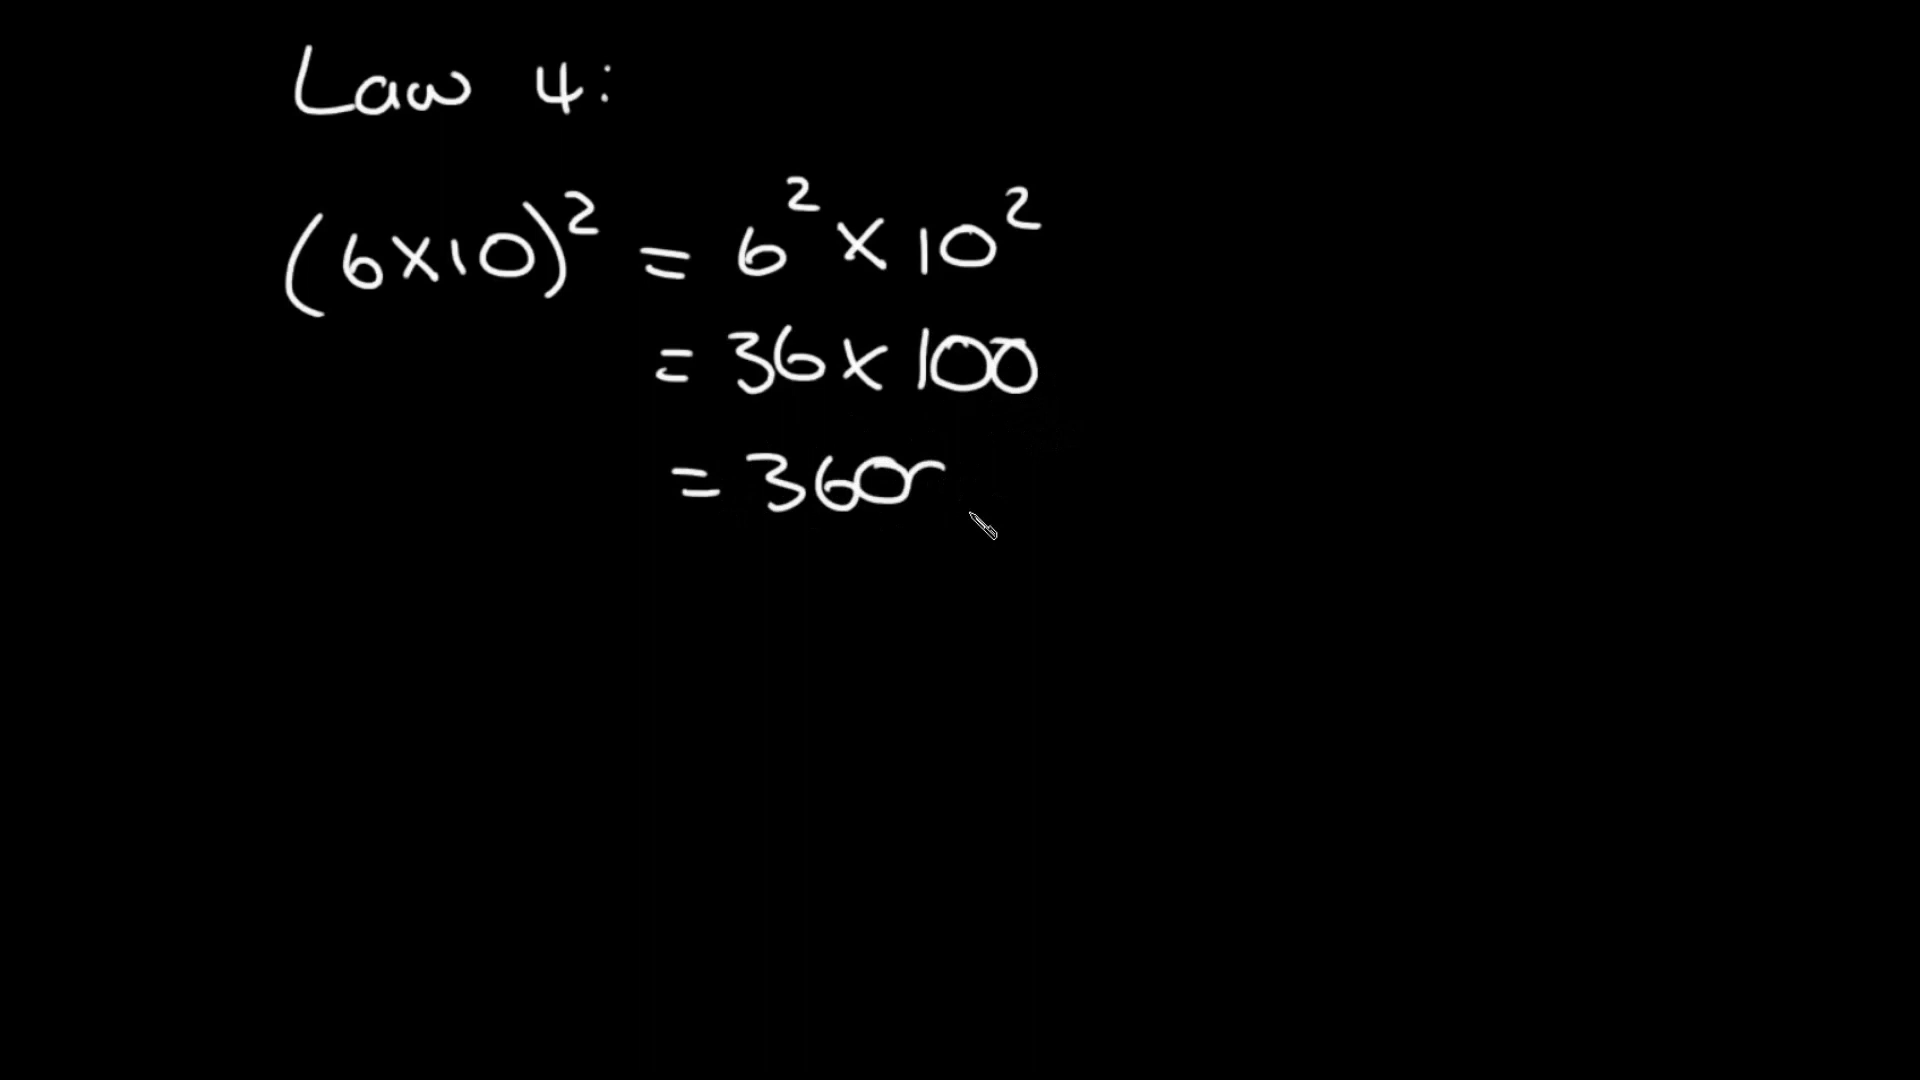 Law 4:
(6×10)² = 6² × 10²
= 36 × 100
= 360